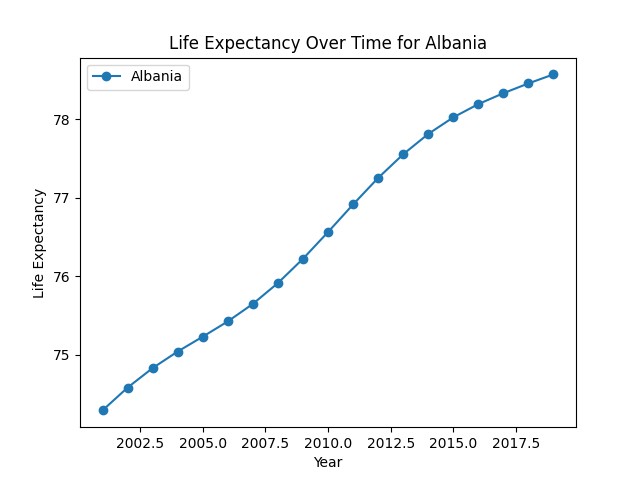 Life Expectancy Over Time for Albania
Albania
Life Expectancy
78
77
76
75
2002.5 2005.0 2007.5 2010.0 2012.5 2015.0 2017.5
Year